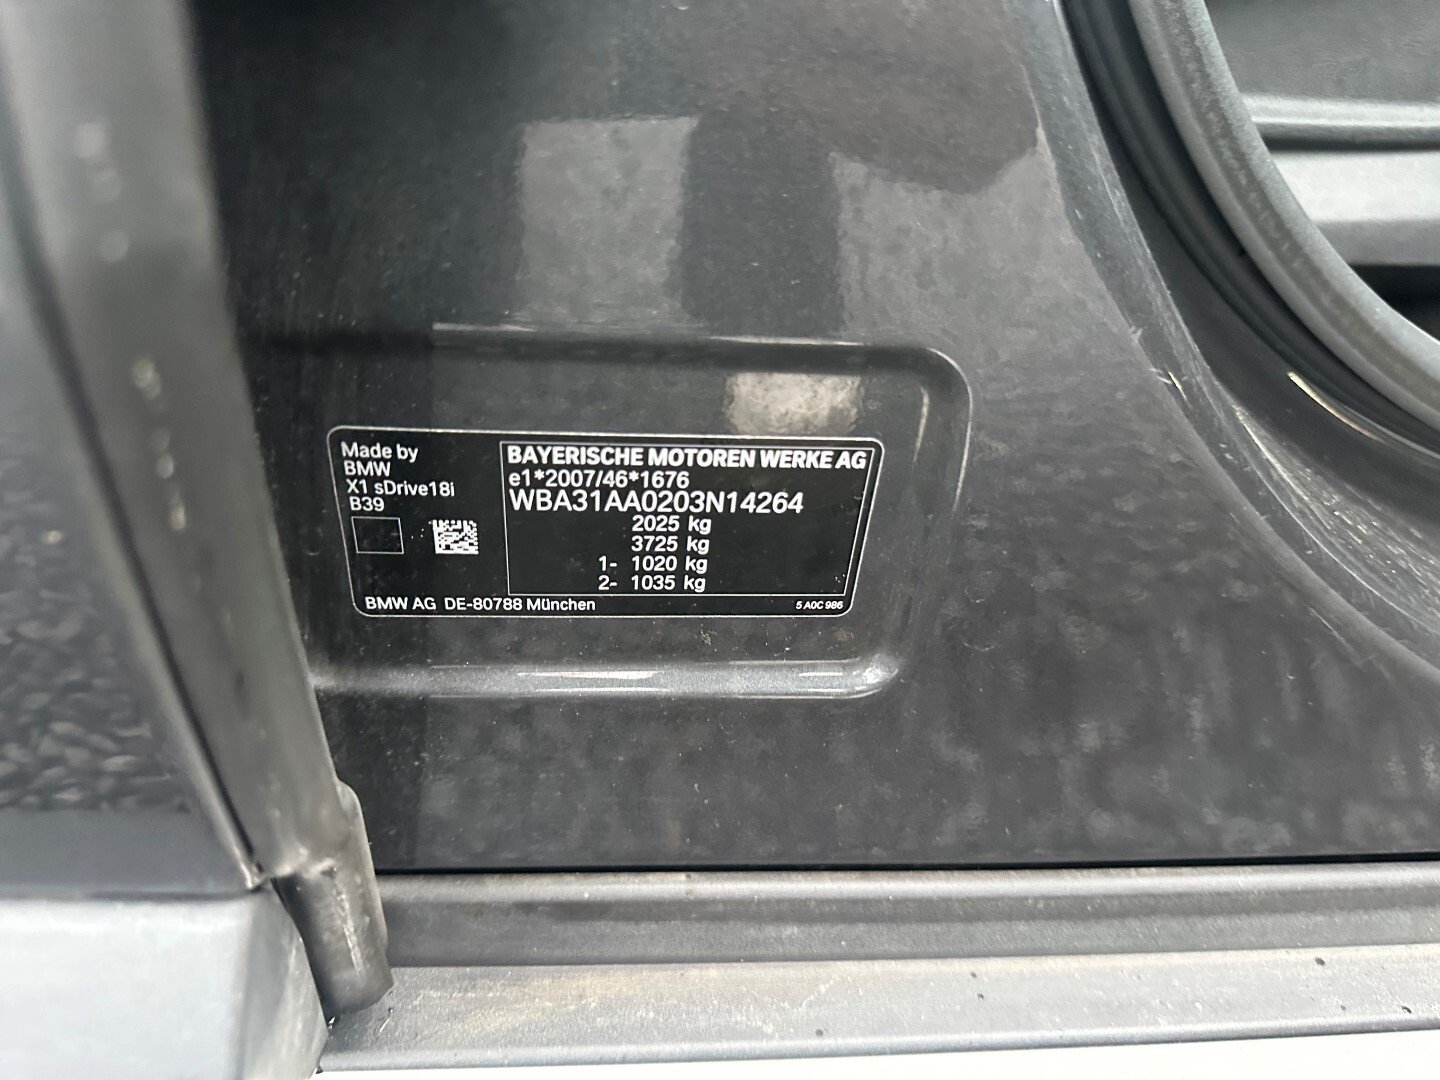 Made by
BMW
X1 sDrive18i
B39
BAYERISCHE MOTOREN WERKE AG
e1*2007/46*1676
WBA31AA0203N14264
2025 kg
3725 kg
1- 1020 kg
2- 1035 kg
BMW AG DE-80788 München
5 A0C 986